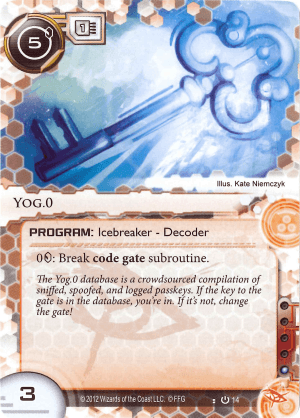 5
1
Illus. Kate Niemczyk
YOG.0
PROGRAM: Icebreaker - Decoder
0: Break code gate subroutine.
The Yog.0 database is a crowdsourced compilation of
sniffed, spoofed, and logged passkeys. If the key to the
gate is in the database, you're in. If it's not, change
the gate!
3
© 2012 Wizards of the Coast LLC. © FFG
14